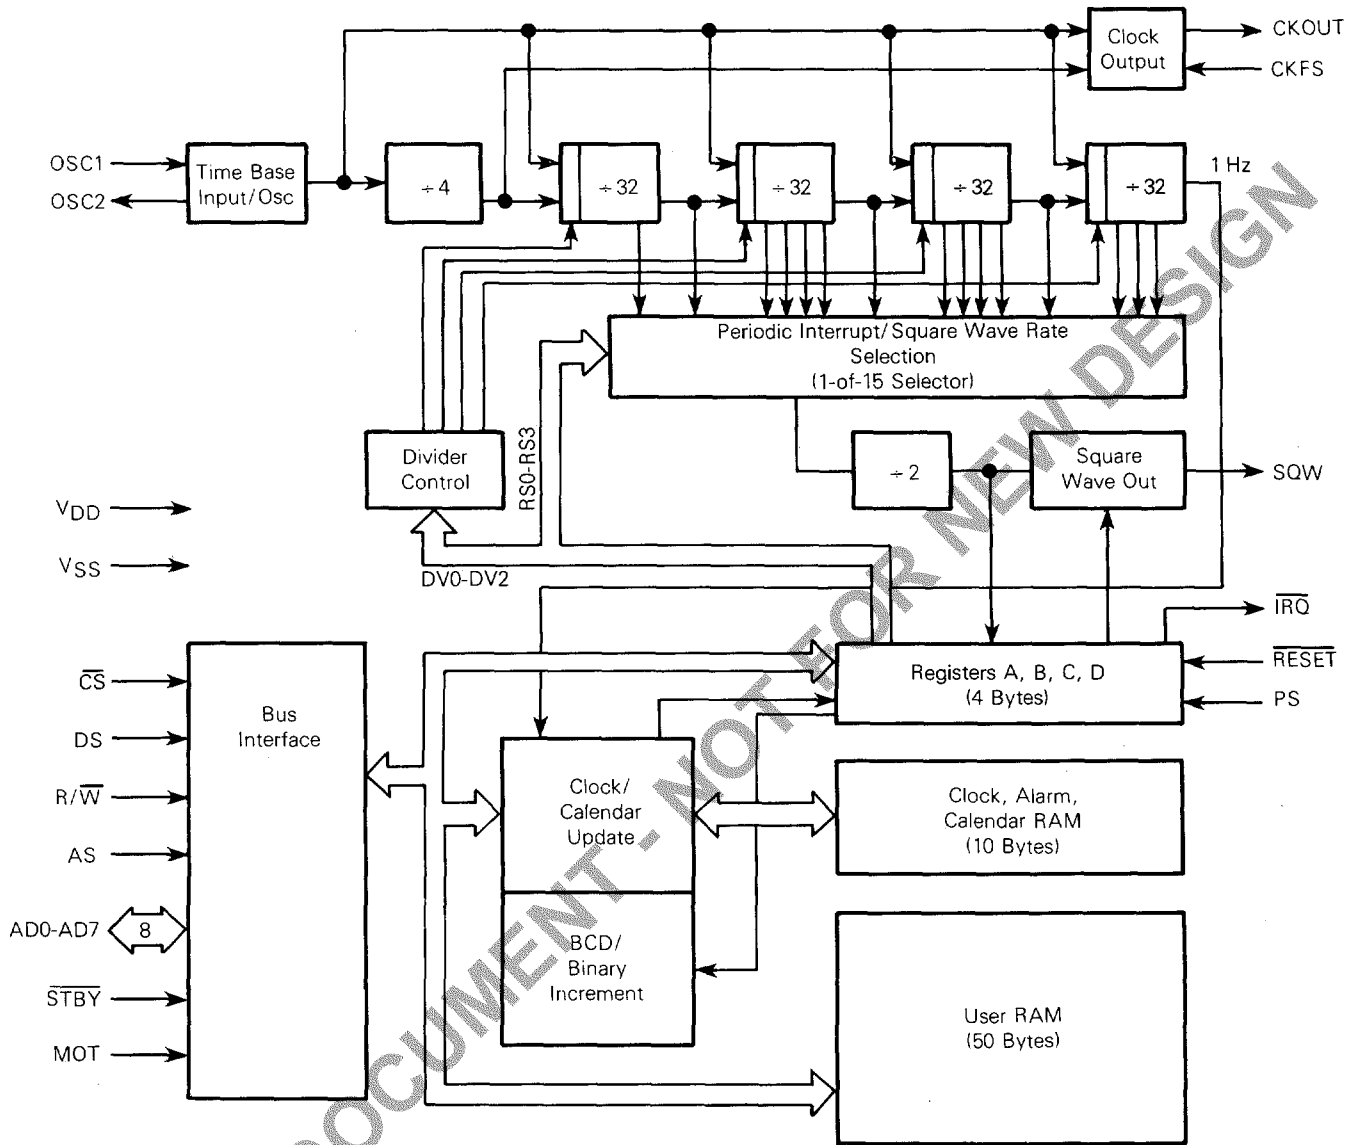 CKOUT
Clock
Output
CKFS
OSC1
OSC2
Time Base
Input/Osc
÷4
÷32
÷32
÷32
÷32
1 Hz
Periodic Interrupt/Square Wave Rate
Selection
(1-of-15 Selector)
Divider
Control
RS0-RS3
÷2
Square
Wave Out
SQW
VDD
VSS
DV0-DV2
IRQ
RESET
PS
Registers A, B, C, D
(4 Bytes)
CS
DS
R/W
AS
AD0-AD7
8
STBY
MOT
Bus
Interface
Clock/
Calendar
Update
BCD/
Binary
Increment
Clock, Alarm,
Calendar RAM
(10 Bytes)
User RAM
(50 Bytes)
DOCUMENT - NOT FOR NEW DESIGN